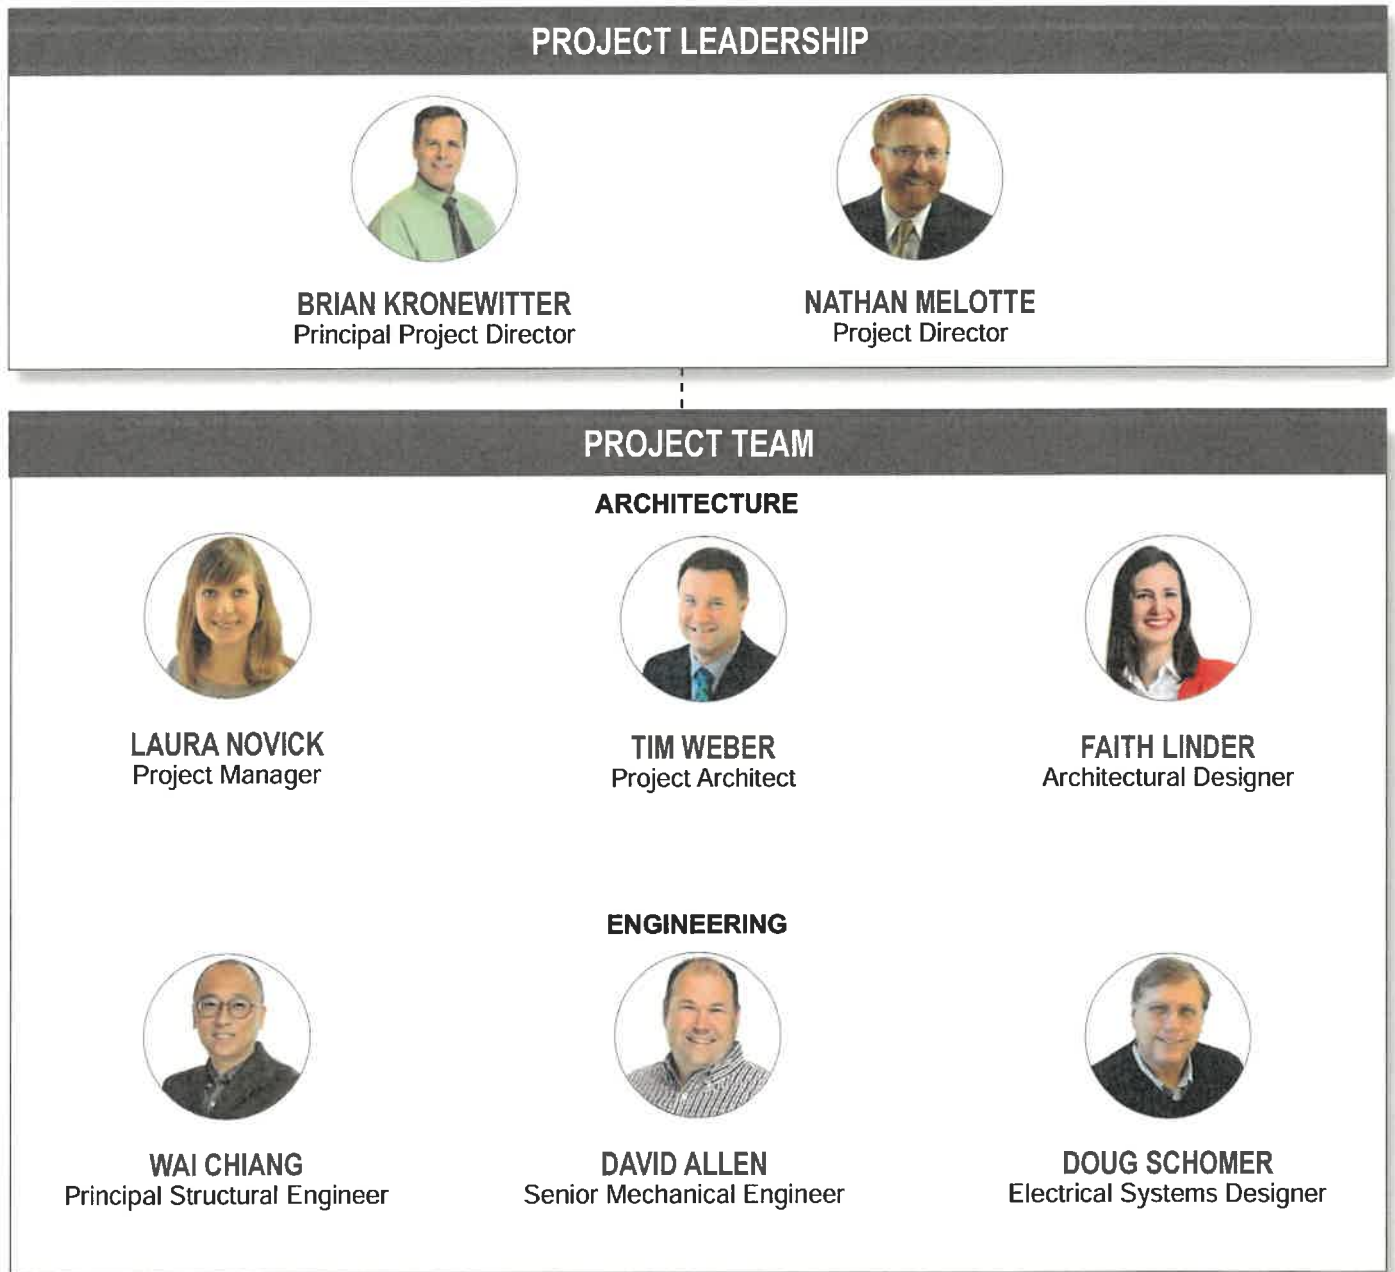 PROJECT LEADERSHIP
BRIAN KRONEWITTER
Principal Project Director
NATHAN MELOTTE
Project Director
PROJECT TEAM
ARCHITECTURE
LAURA NOVICK
Project Manager
TIM WEBER
Project Architect
FAITH LINDER
Architectural Designer
ENGINEERING
WAI CHIANG
Principal Structural Engineer
DAVID ALLEN
Senior Mechanical Engineer
DOUG SCHOMER
Electrical Systems Designer